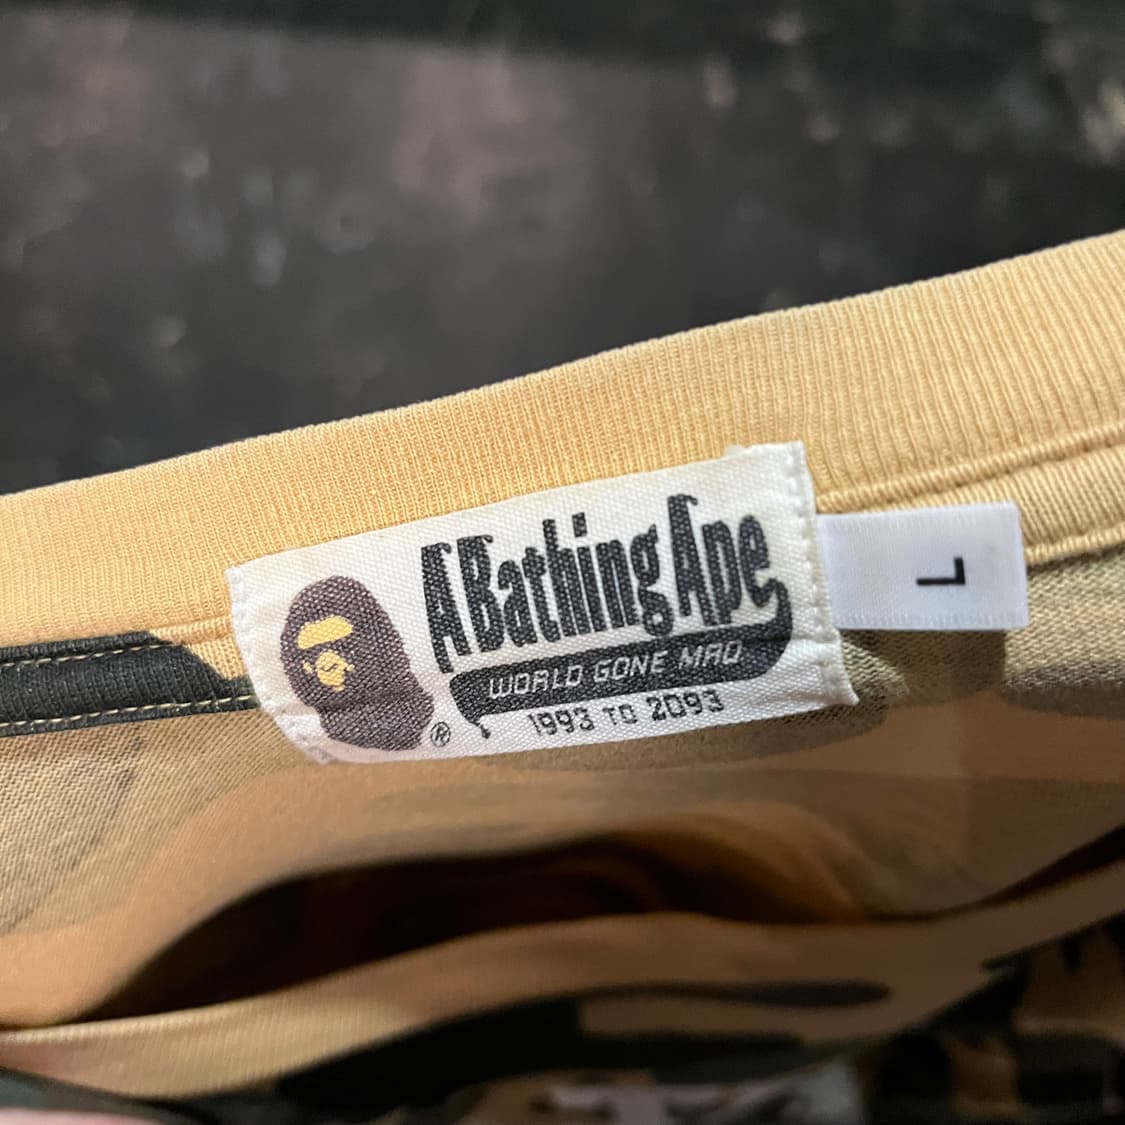 A Bathing Ape
WORLD GONE MAD
1993 TO 2093
®
L